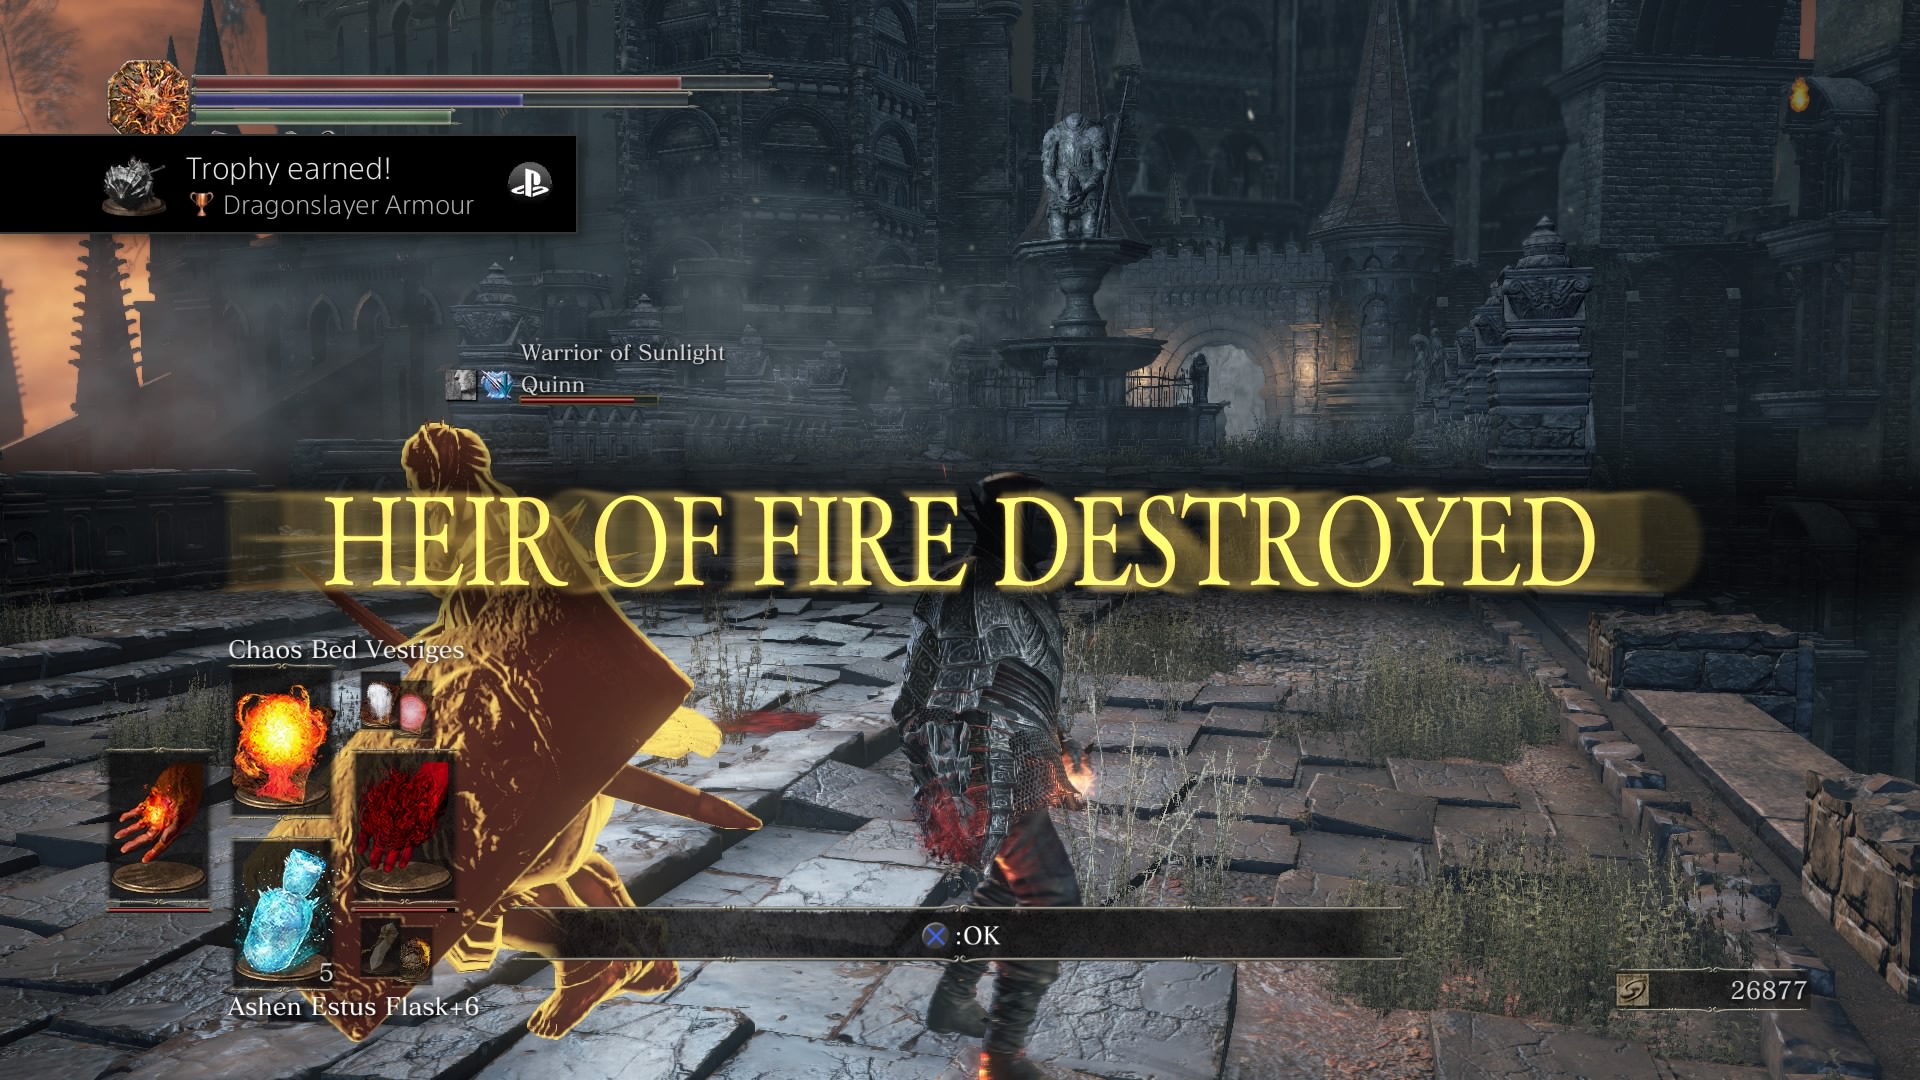 Trophy earned!
Dragonslayer Armour
Warrior of Sunlight
Quinn
HEIR OF FIRE DESTROYED
Chaos Bed Vestiges
5
Ashen Estus Flask+6
:OK
26877